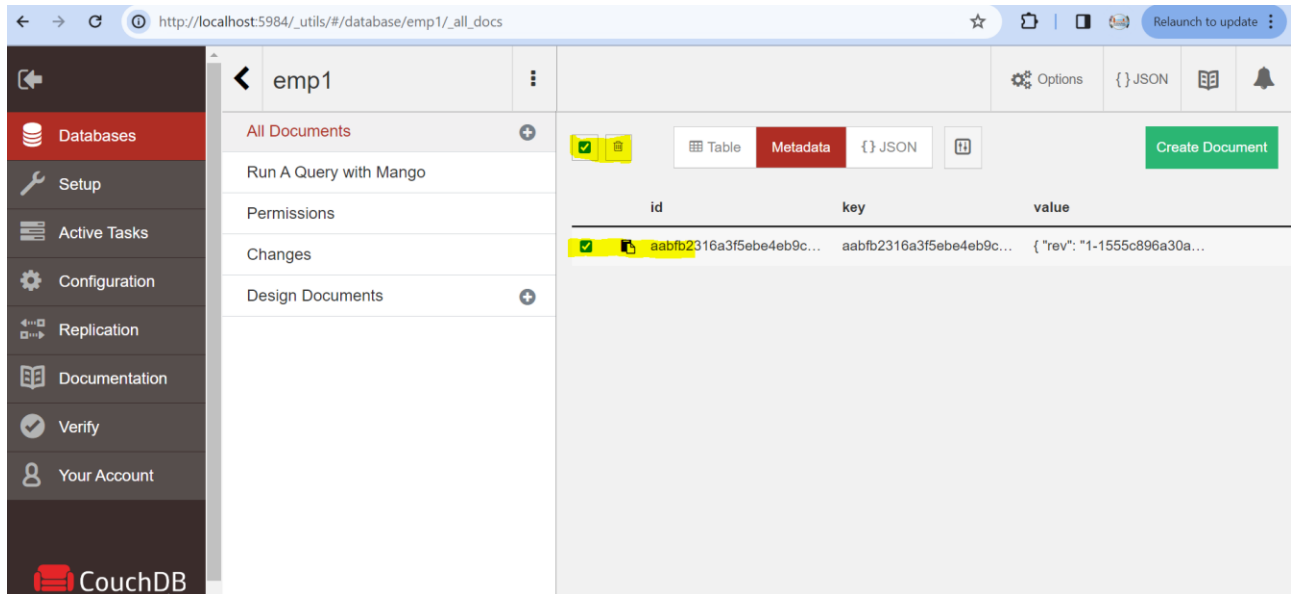 http://localhost:5984/_utils/#/database/emp1/_all_docs
Relaunch to update
emp1
Options
{ } JSON
Databases
Setup
Active Tasks
Configuration
Replication
Documentation
Verify
Your Account
CouchDB
All Documents
Run A Query with Mango
Permissions
Changes
Design Documents
Table
Metadata
{ } JSON
Create Document
id key value
aabfb2316a3f5ebe4eb9c... aabfb2316a3f5ebe4eb9c... { "rev": "1-1555c896a30a...